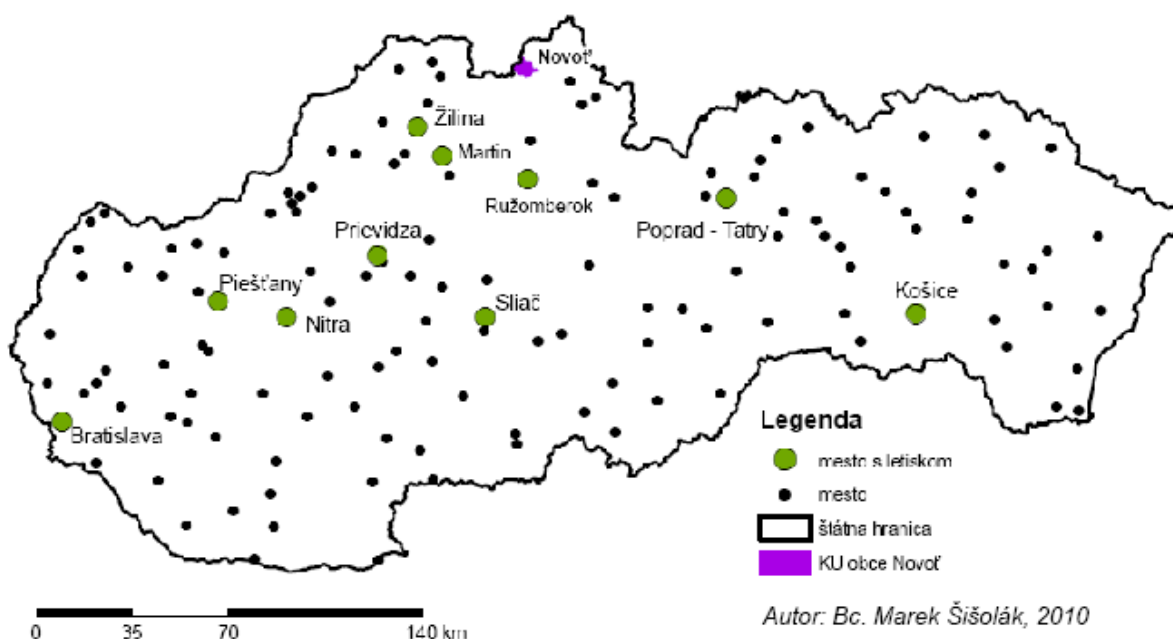 Novoť
Žilina
Martin
Ružomberok
Prievidza
Poprad - Tatry
Piešťany
Nitra
Sliač
Košice
Bratislava
Legenda
mesto s letiskom
mesto
štátna hranica
KU obce Novoť
0 35 70 140 km
Autor: Bc. Marek Šišolák, 2010